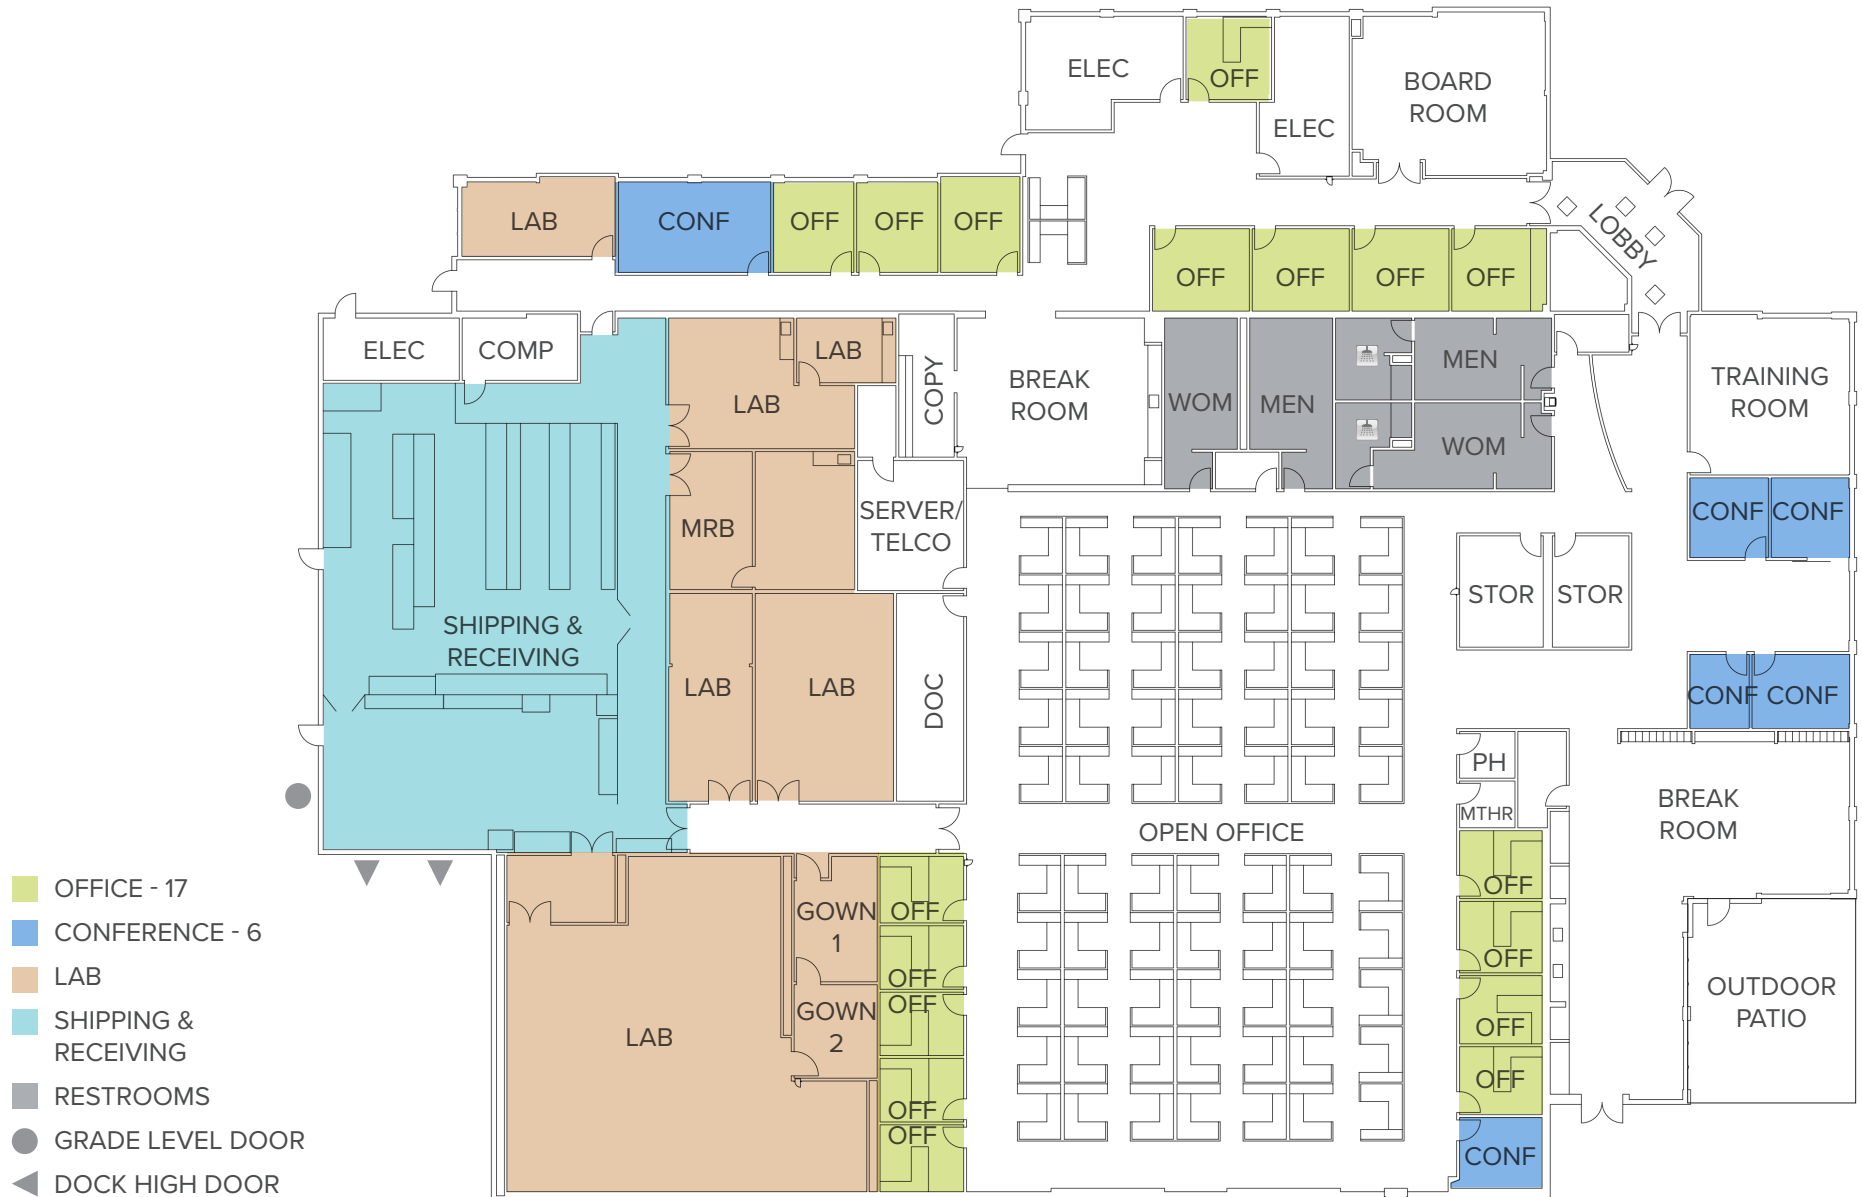 ELEC
OFF
BOARD
ROOM
ELEC
LAB
CONF
OFF
OFF
OFF
LOBBY
OFF
OFF
OFF
OFF
ELEC
COMP
LAB
LAB
COPY
BREAK
ROOM
WOM
MEN
MEN
WOM
TRAINING
ROOM
MRB
SERVER/
TELCO
CONF
CONF
STOR
STOR
SHIPPING &
RECEIVING
LAB
LAB
DOC
CONF
CONF
PH
MTHR
OPEN OFFICE
BREAK
ROOM
OFF
OFF
OFF
OFF
CONF
OUTDOOR
PATIO
GOWN
1
GOWN
2
LAB
OFF
OFF
OFF
OFF
OFF
OFFICE - 17
CONFERENCE - 6
LAB
SHIPPING &
RECEIVING
RESTROOMS
GRADE LEVEL DOOR
DOCK HIGH DOOR